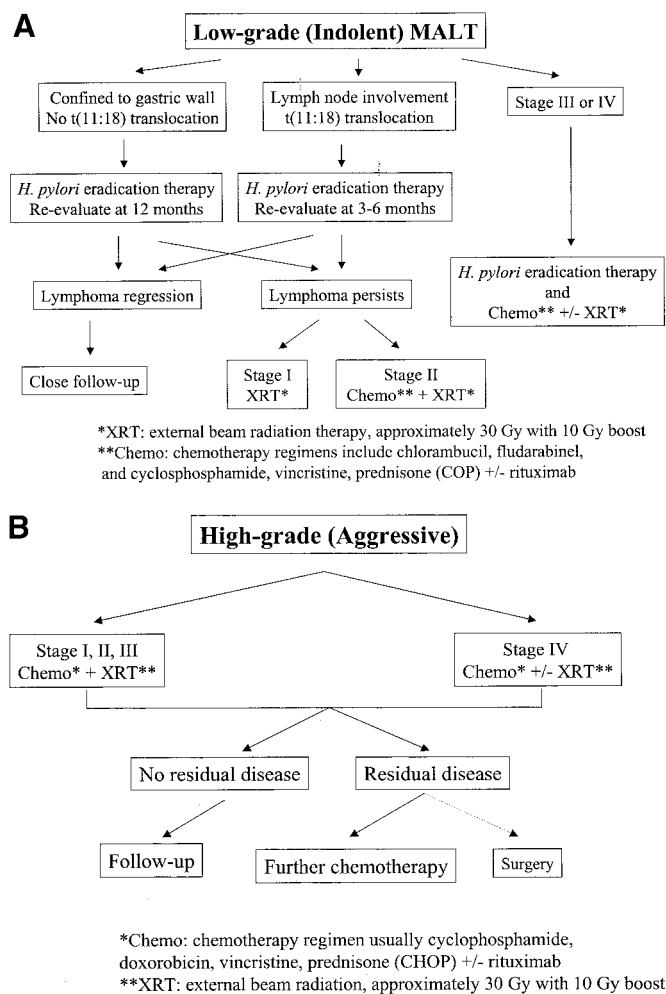 A
Low-grade (Indolent) MALT
Confined to gastric wall
No t(11:18) translocation
Lymph node involvement
t(11:18) translocation
Stage III or IV
H. pylori eradication therapy
Re-evaluate at 12 months
H. pylori eradication therapy
Re-evaluate at 3-6 months
H. pylori eradication therapy
and
Chemo** +/- XRT*
Lymphoma regression
Lymphoma persists
Close follow-up
Stage I
XRT*
Stage II
Chemo** + XRT*
*XRT: external beam radiation therapy, approximately 30 Gy with 10 Gy boost
**Chemo: chemotherapy regimens include chlorambucil, fludarabinel,
and cyclosphosphamide, vincristine, prednisone (COP) +/- rituximab
B
High-grade (Aggressive)
Stage I, II, III
Chemo* + XRT**
Stage IV
Chemo* +/- XRT**
No residual disease
Residual disease
Follow-up
Further chemotherapy
Surgery
*Chemo: chemotherapy regimen usually cyclophosphamide,
doxorobicin, vincristine, prednisone (CHOP) +/- rituximab
**XRT: external beam radiation, approximately 30 Gy with 10 Gy boost